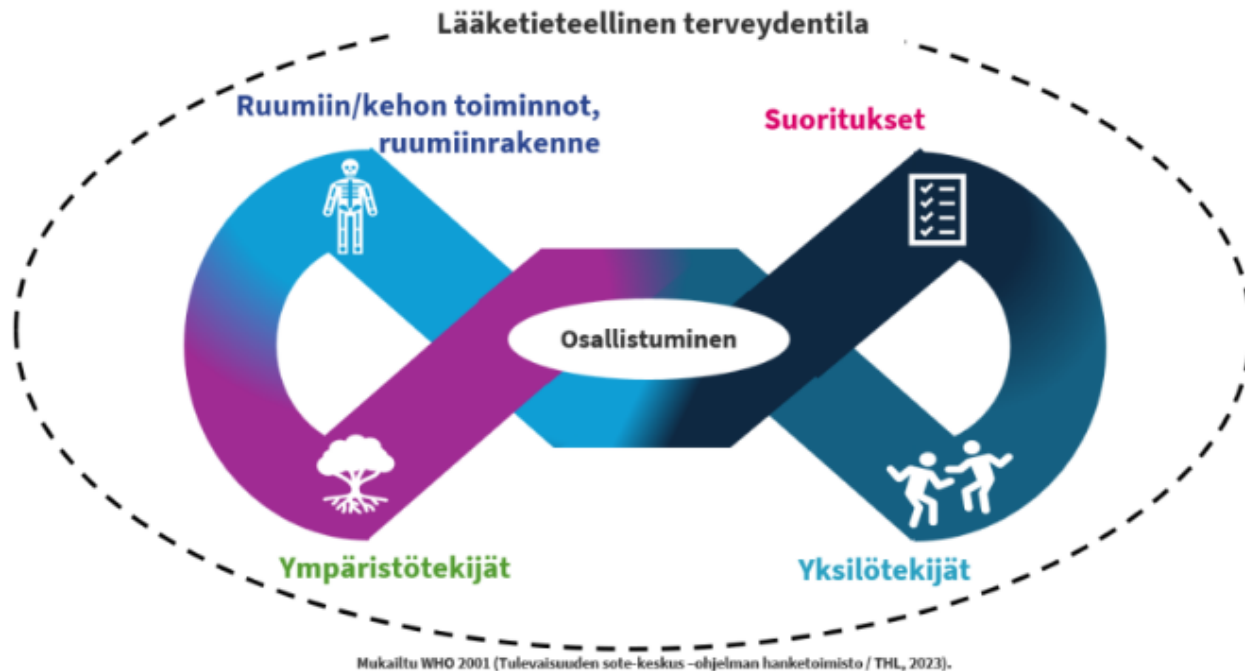 Lääketieteellinen terveydentila
Ruumiin/kehon toiminnot,
ruumiinrakenne
Suoritukset
Osallistuminen
Ympäristötekijät
Yksilötekijät
Mukailtu WHO 2001 (Tulevaisuuden sote-keskus –ohjelman hanketoimisto / THL, 2023).